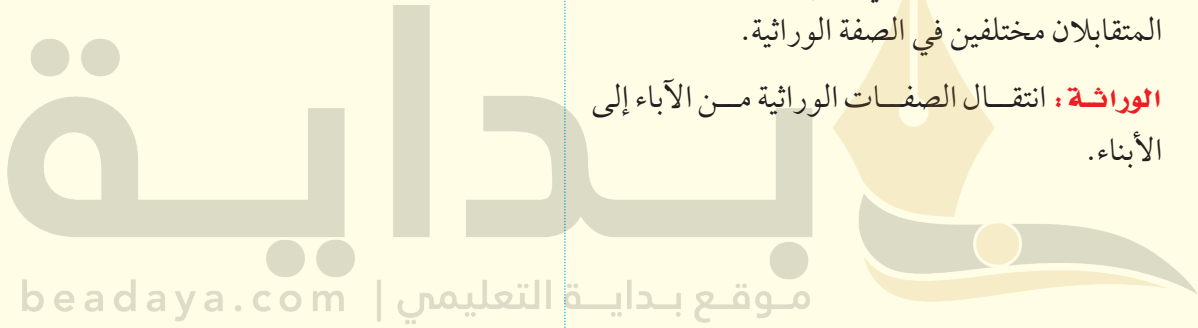 المتقابلان مختلفين في الصفة الوراثية.
الوراثة : انتقال الصفات الوراثية من الآباء إلى
الأبناء.
بداية
موقع بداية التعليمي | beadaya.com